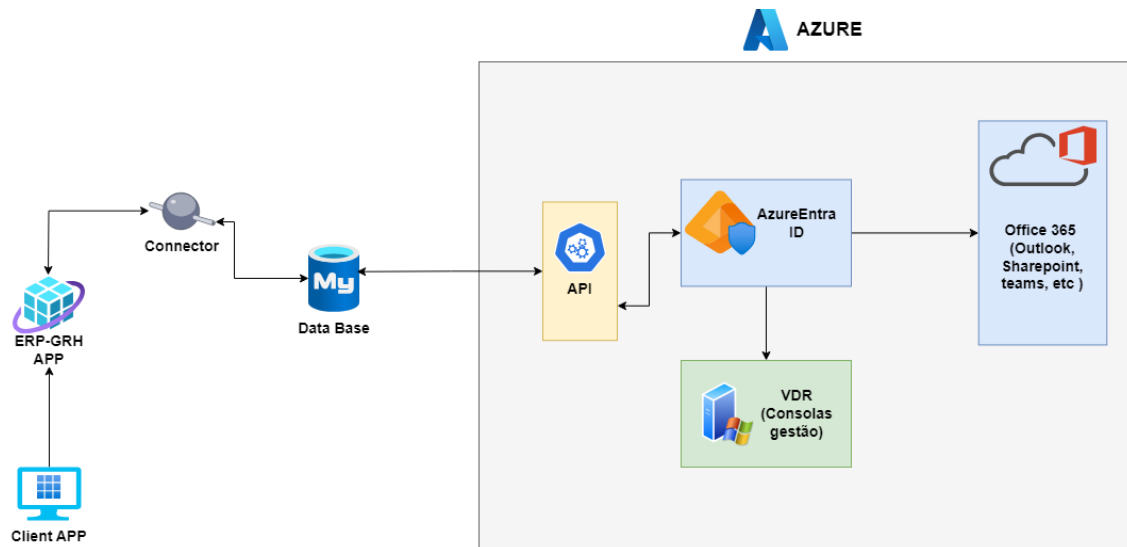 AZURE
AzureEntra
ID
Office 365
(Outlook,
Sharepoint,
teams, etc )
Connector
API
My
Data Base
ERP-GRH
APP
VDR
(Consolas
gestão)
Client APP